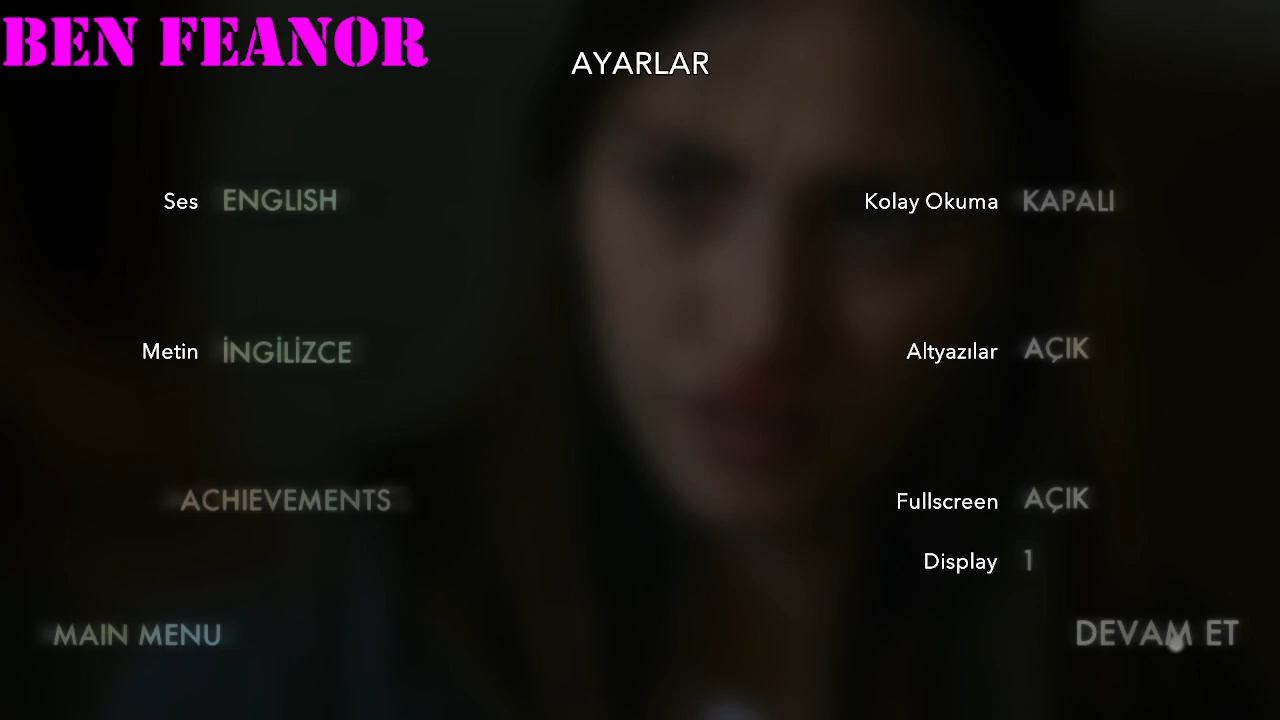 BEN FEANOR
AYARLAR
Ses ENGLISH
Kolay Okuma KAPALI
Metin İNGİLİZCE
Altyazılar AÇIK
ACHIEVEMENTS
Fullscreen AÇIK
Display 1
MAIN MENU
DEVAM ET